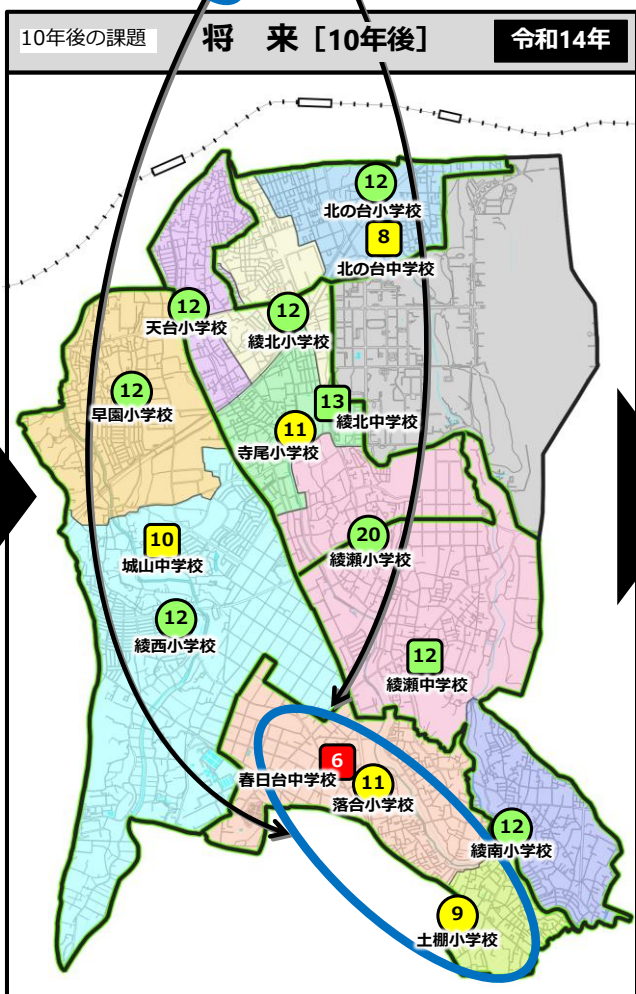 10年後の課題
将 来 [10年後]
令和14年
12
北の台小学校
8
北の台中学校
12
天台小学校
12
綾北小学校
12
早園小学校
13
綾北中学校
11
寺尾小学校
10
城山中学校
20
綾瀬小学校
12
綾西小学校
12
綾瀬中学校
6
春日台中学校
11
落合小学校
12
綾南小学校
9
土棚小学校